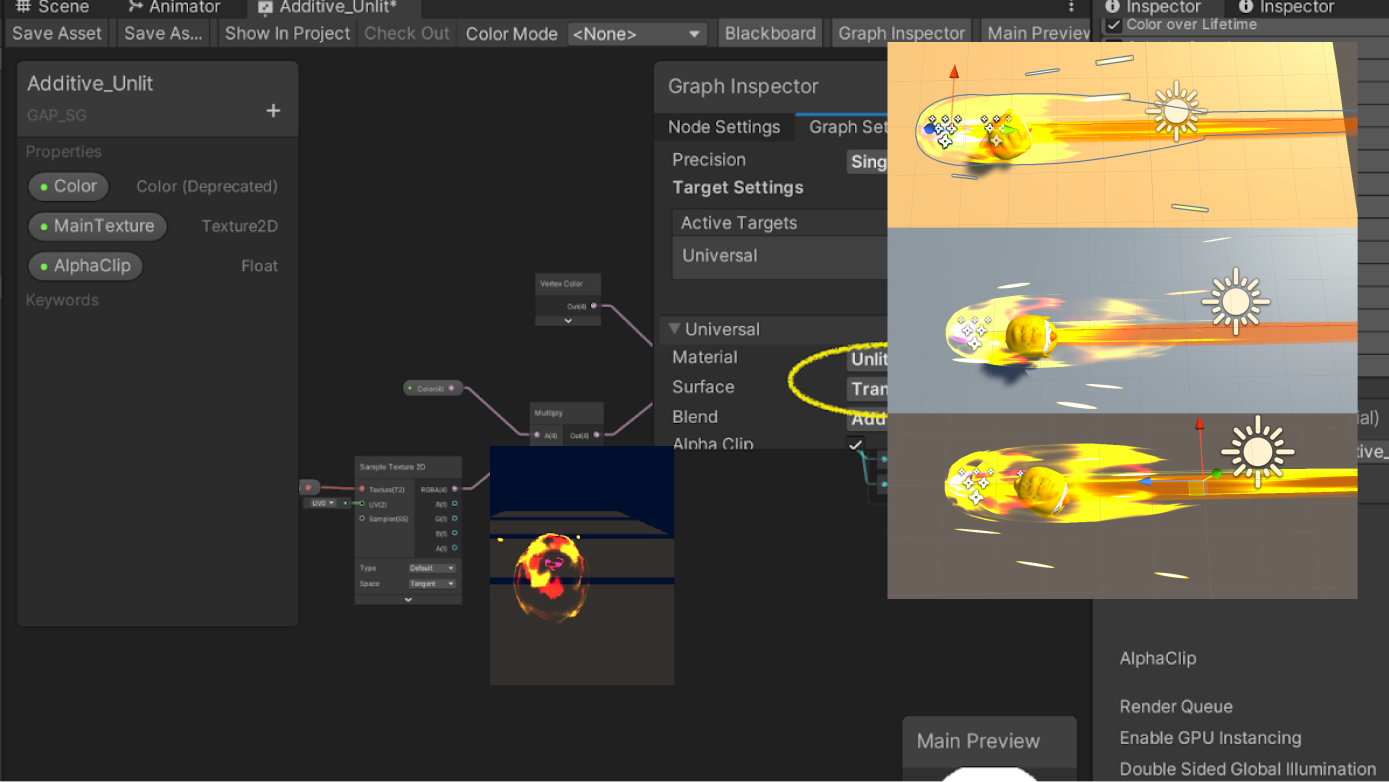 Scene
Animator
Additive_Unlit*
Inspector
Inspector
Save Asset
Save As...
Show In Project
Check Out
Color Mode
<None>
Blackboard
Graph Inspector
Main Preview
Color over Lifetime
Additive_Unlit
GAP_SG
+
Properties
Color
Color (Deprecated)
MainTexture
Texture2D
AlphaClip
Float
Keywords
Graph Inspector
Node Settings
Graph Set
Precision
Sing
Target Settings
Active Targets
Universal
Universal
Material
Unlit
Surface
Tran
Blend
Add
Alpha Clip
Vertex Color
Out(4)
Color(4)
Multiply
A(4)
Out(4)
Sample Texture 2D
Texture(T2)
RGBA(4)
UV0
UV(2)
R(1)
Sampler(SS)
G(1)
B(1)
A(1)
Type
Default
Space
Tangent
ial)
tive_
AlphaClip
Render Queue
Enable GPU Instancing
Double Sided Global Illumination
Main Preview